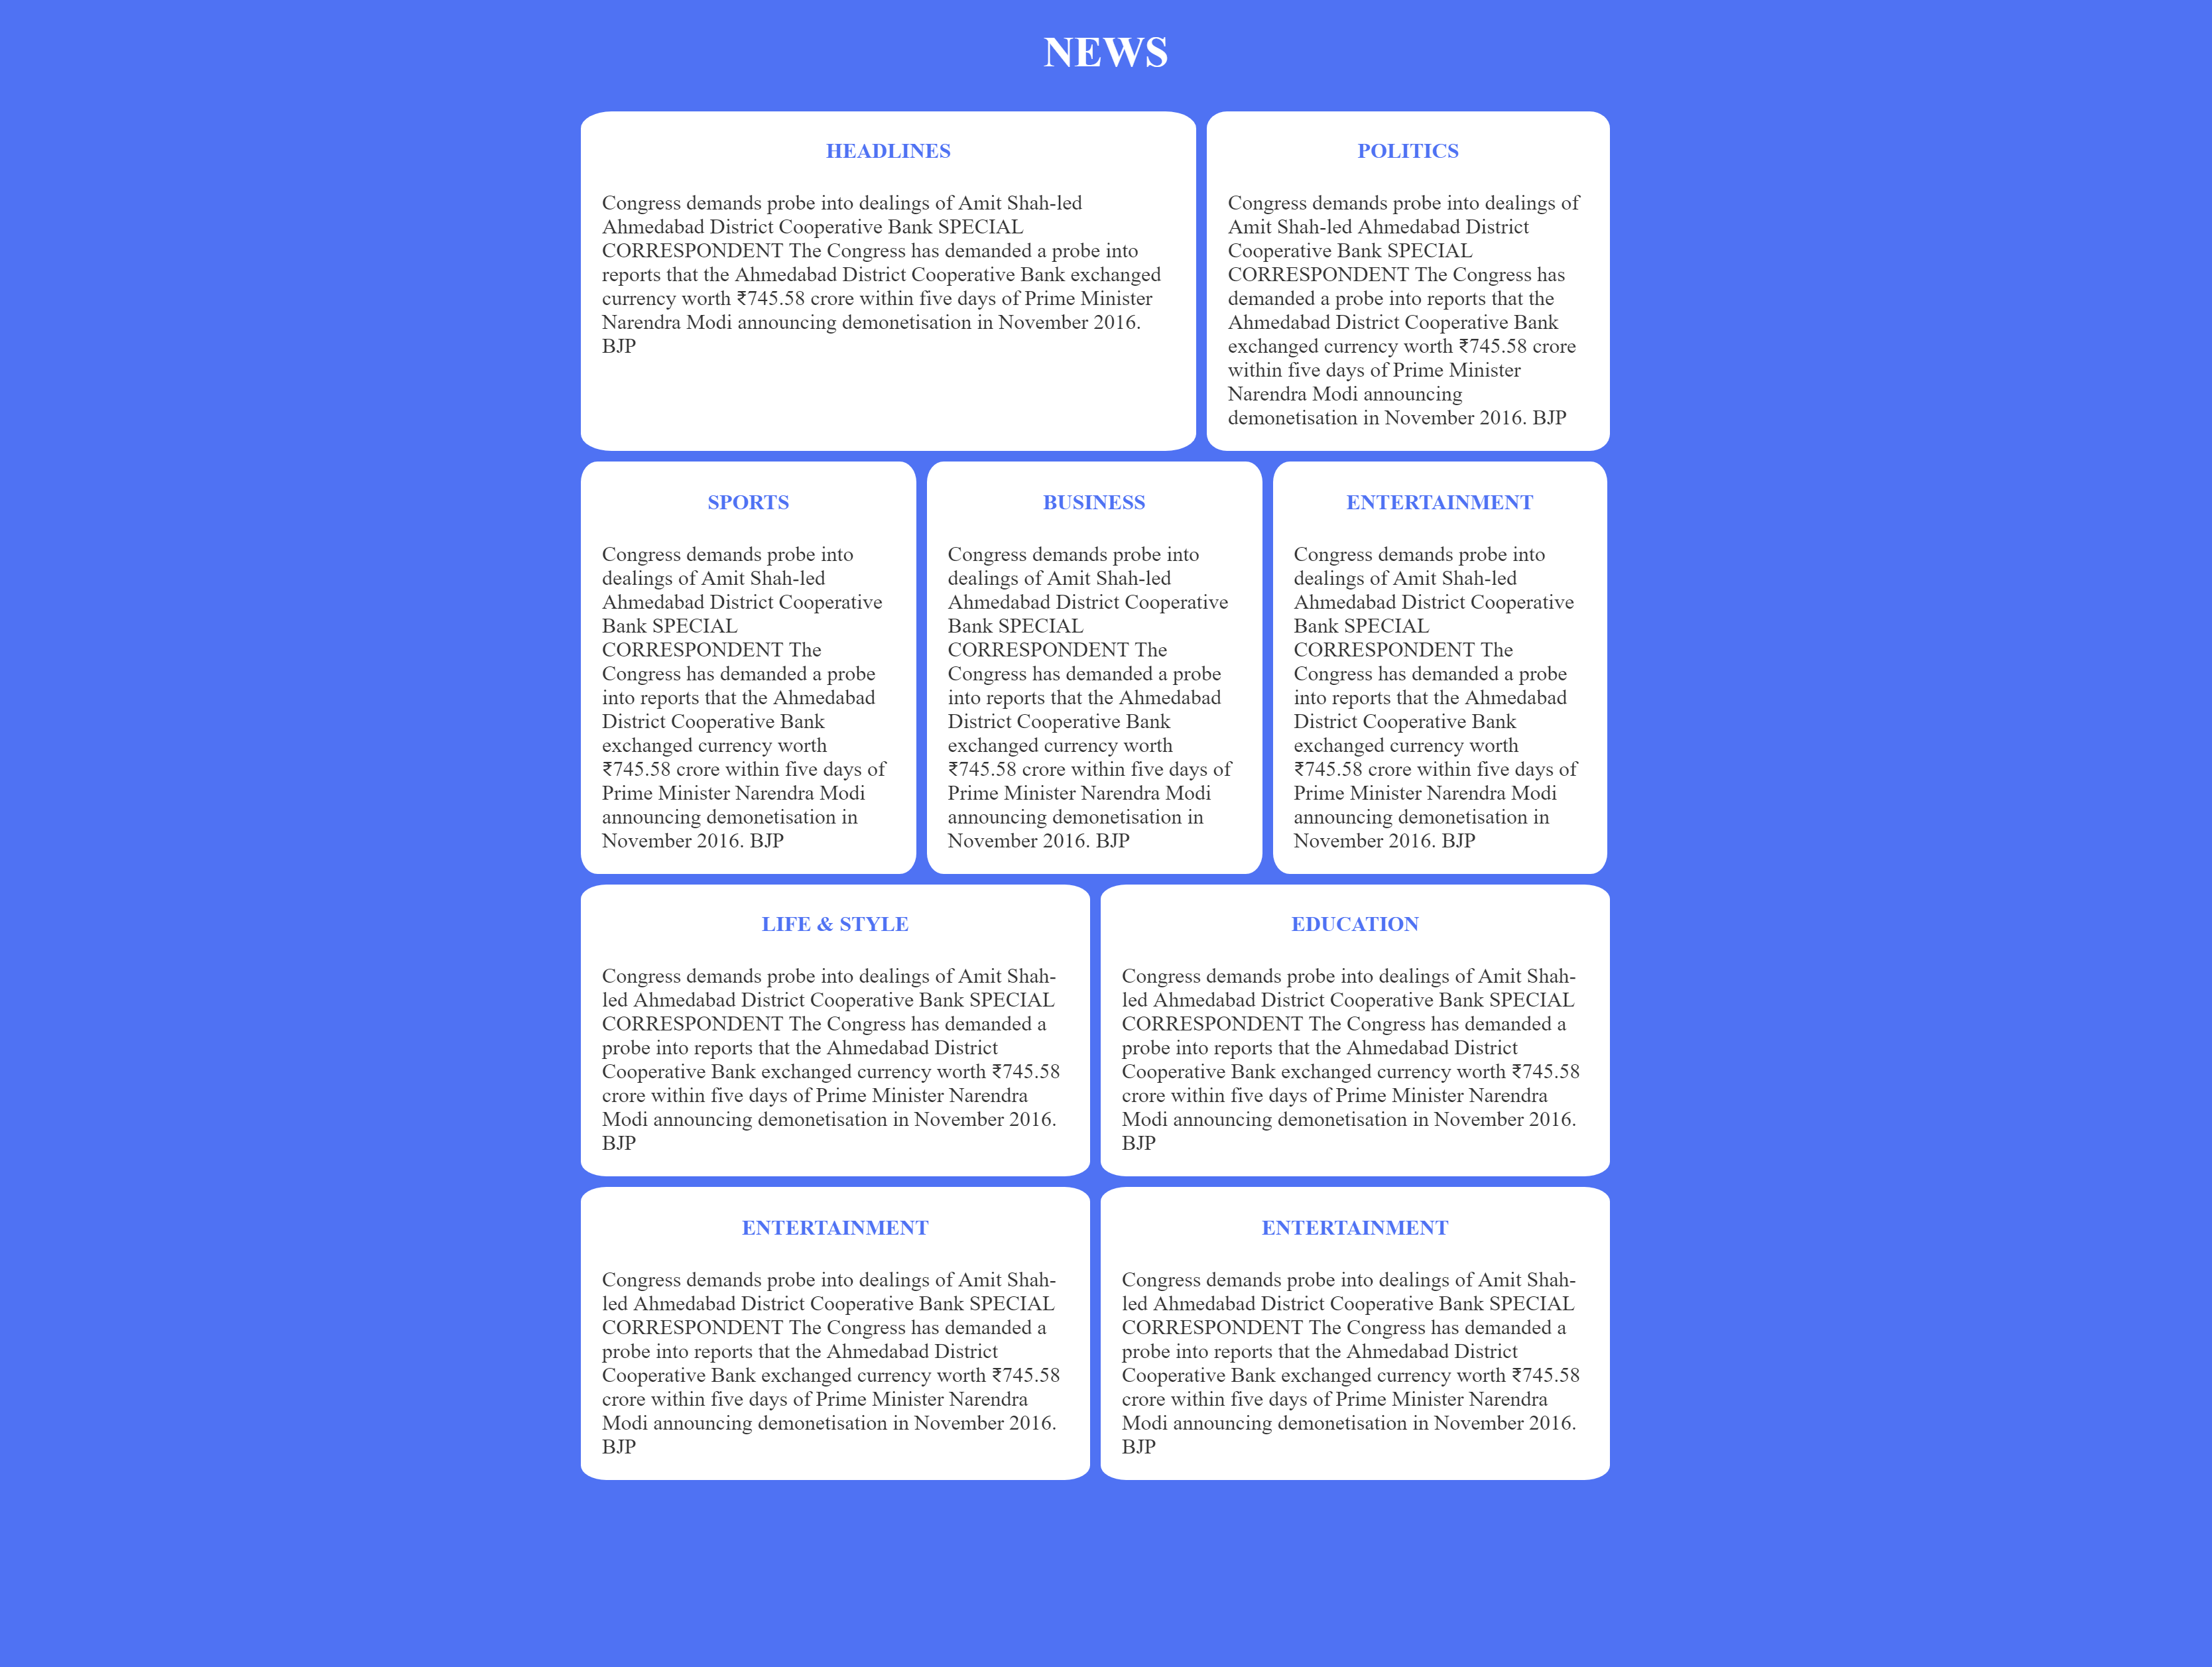 NEWS
HEADLINES
Congress demands probe into dealings of Amit Shah-led
Ahmedabad District Cooperative Bank SPECIAL
CORRESPONDENT The Congress has demanded a probe into
reports that the Ahmedabad District Cooperative Bank exchanged
currency worth ₹745.58 crore within five days of Prime Minister
Narendra Modi announcing demonetisation in November 2016.
BJP
POLITICS
Congress demands probe into dealings of
Amit Shah-led Ahmedabad District
Cooperative Bank SPECIAL
CORRESPONDENT The Congress has
demanded a probe into reports that the
Ahmedabad District Cooperative Bank
exchanged currency worth ₹745.58 crore
within five days of Prime Minister
Narendra Modi announcing
demonetisation in November 2016. BJP
SPORTS
Congress demands probe into
dealings of Amit Shah-led
Ahmedabad District Cooperative
Bank SPECIAL
CORRESPONDENT The
Congress has demanded a probe
into reports that the Ahmedabad
District Cooperative Bank
exchanged currency worth
₹745.58 crore within five days of
Prime Minister Narendra Modi
announcing demonetisation in
November 2016. BJP
BUSINESS
Congress demands probe into
dealings of Amit Shah-led
Ahmedabad District Cooperative
Bank SPECIAL
CORRESPONDENT The
Congress has demanded a probe
into reports that the Ahmedabad
District Cooperative Bank
exchanged currency worth
₹745.58 crore within five days of
Prime Minister Narendra Modi
announcing demonetisation in
November 2016. BJP
ENTERTAINMENT
Congress demands probe into
dealings of Amit Shah-led
Ahmedabad District Cooperative
Bank SPECIAL
CORRESPONDENT The
Congress has demanded a probe
into reports that the Ahmedabad
District Cooperative Bank
exchanged currency worth
₹745.58 crore within five days of
Prime Minister Narendra Modi
announcing demonetisation in
November 2016. BJP
LIFE & STYLE
Congress demands probe into dealings of Amit Shah-
led Ahmedabad District Cooperative Bank SPECIAL
CORRESPONDENT The Congress has demanded a
probe into reports that the Ahmedabad District
Cooperative Bank exchanged currency worth ₹745.58
crore within five days of Prime Minister Narendra
Modi announcing demonetisation in November 2016.
BJP
EDUCATION
Congress demands probe into dealings of Amit Shah-
led Ahmedabad District Cooperative Bank SPECIAL
CORRESPONDENT The Congress has demanded a
probe into reports that the Ahmedabad District
Cooperative Bank exchanged currency worth ₹745.58
crore within five days of Prime Minister Narendra
Modi announcing demonetisation in November 2016.
BJP
ENTERTAINMENT
Congress demands probe into dealings of Amit Shah-
led Ahmedabad District Cooperative Bank SPECIAL
CORRESPONDENT The Congress has demanded a
probe into reports that the Ahmedabad District
Cooperative Bank exchanged currency worth ₹745.58
crore within five days of Prime Minister Narendra
Modi announcing demonetisation in November 2016.
BJP
ENTERTAINMENT
Congress demands probe into dealings of Amit Shah-
led Ahmedabad District Cooperative Bank SPECIAL
CORRESPONDENT The Congress has demanded a
probe into reports that the Ahmedabad District
Cooperative Bank exchanged currency worth ₹745.58
crore within five days of Prime Minister Narendra
Modi announcing demonetisation in November 2016.
BJP